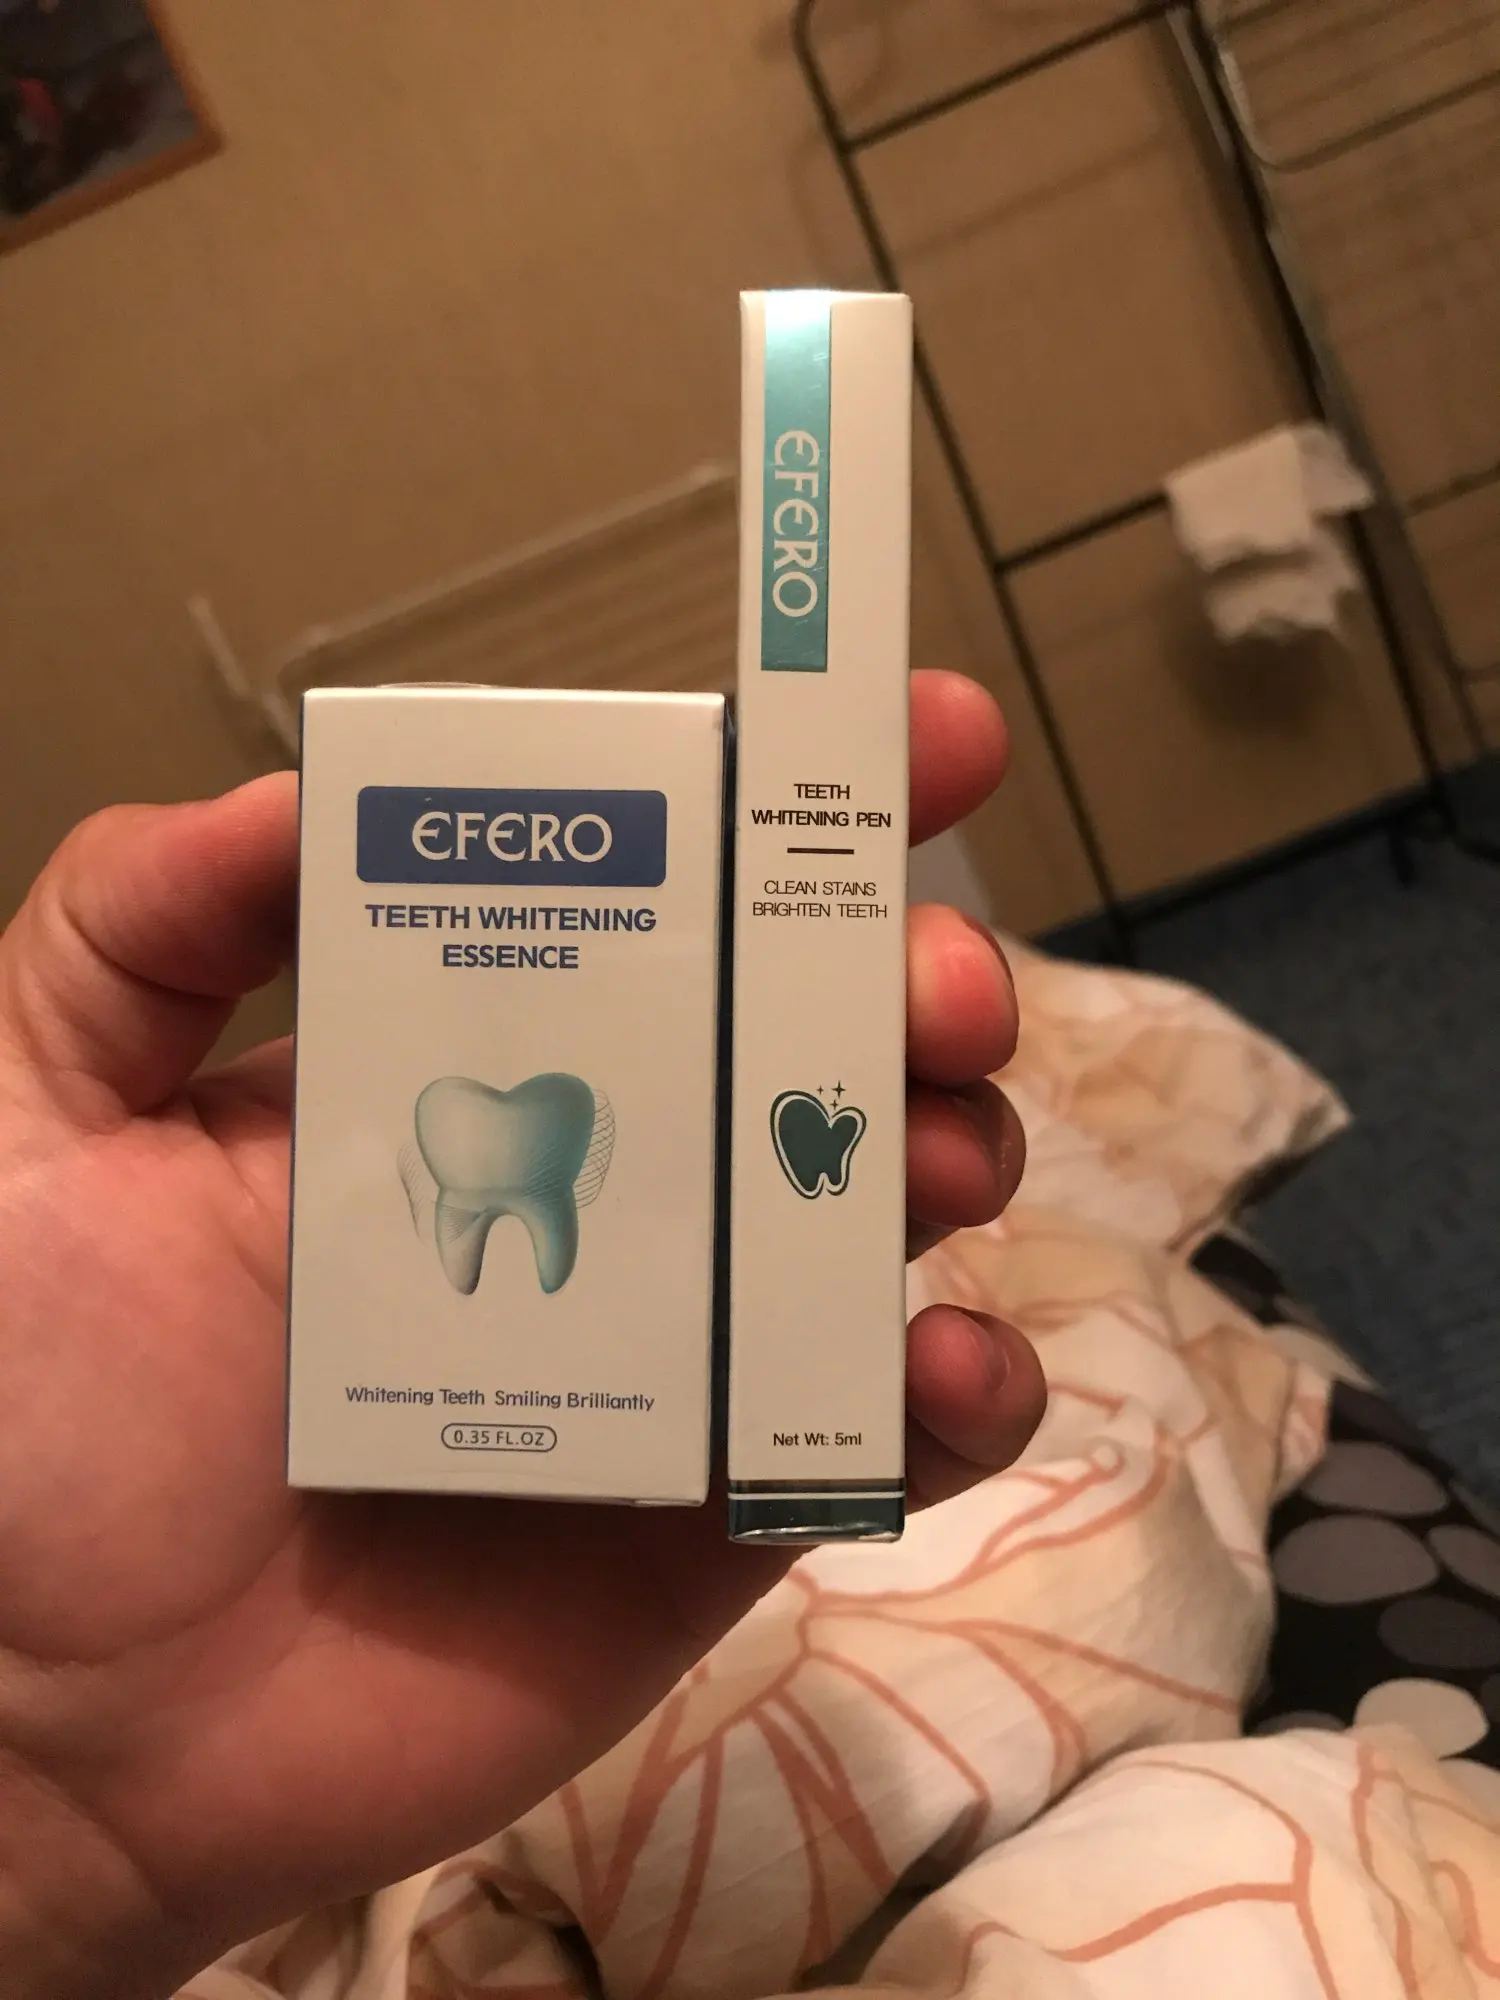 EFERO
TEETH WHITENING
ESSENCE
Whitening Teeth Smiling Brilliantly
0.35 FL.OZ
EFERO
TEETH
WHITENING PEN
CLEAN STAINS
BRIGHTEN TEETH
Net Wt: 5ml